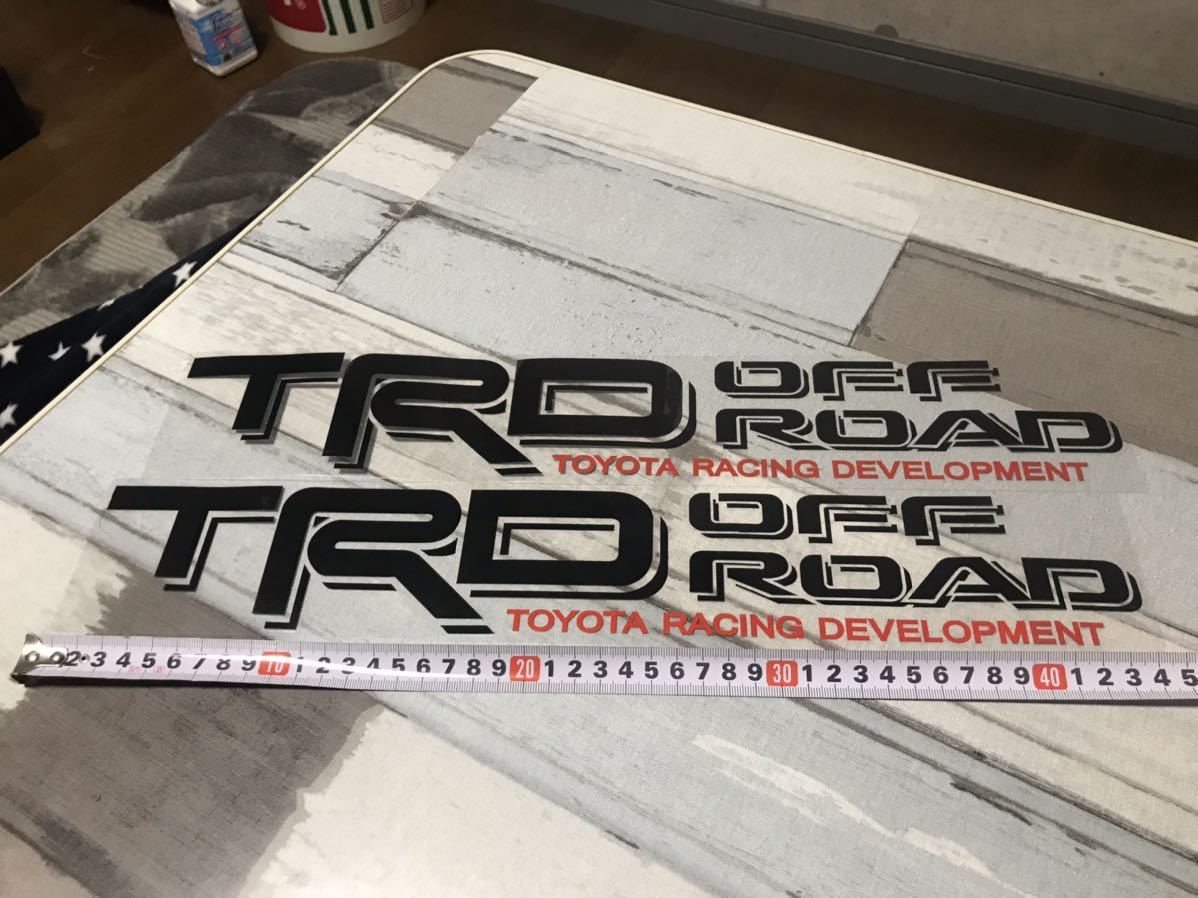 TRD OFF
ROAD
TOYOTA RACING DEVELOPMENT
TRD OFF
ROAD
TOYOTA RACING DEVELOPMENT
2 3 4 5 6 7 8 9 10 1 2 3 4 5 6 7 8 9 20 1 2 3 4 5 6 7 8 9 30 1 2 3 4 5 6 7 8 9 40 1 2 3 4 5